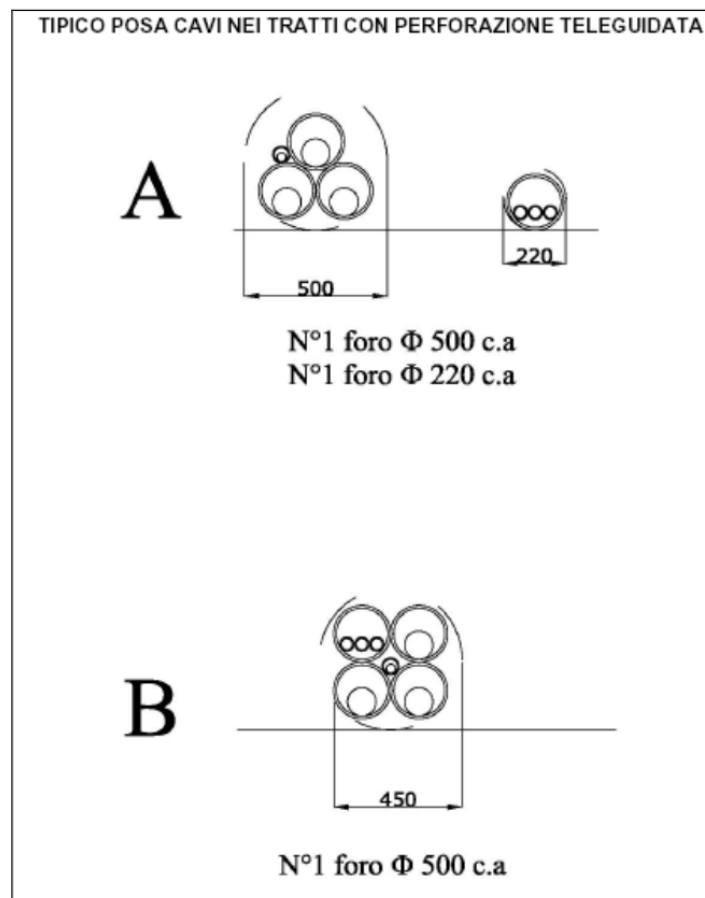 TIPICO POSA CAVI NEI TRATTI CON PERFORAZIONE TELEGUIDATA
A
220
500
N°1 foro Φ 500 c.a
N°1 foro Φ 220 c.a
B
450
N°1 foro Φ 500 c.a